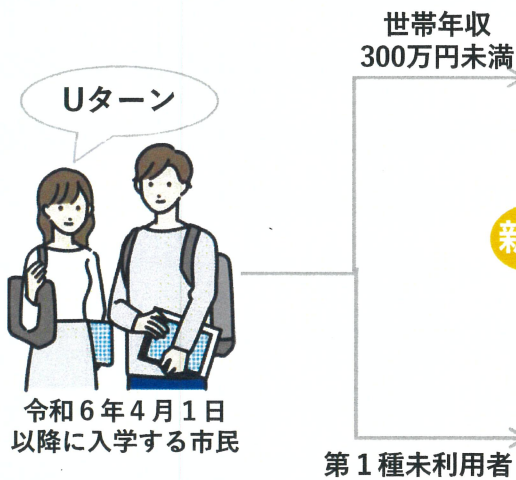 世帯年収
300万円未満
Uターン
新
令和６年４月１日
以降に入学する市民
第１種未利用者